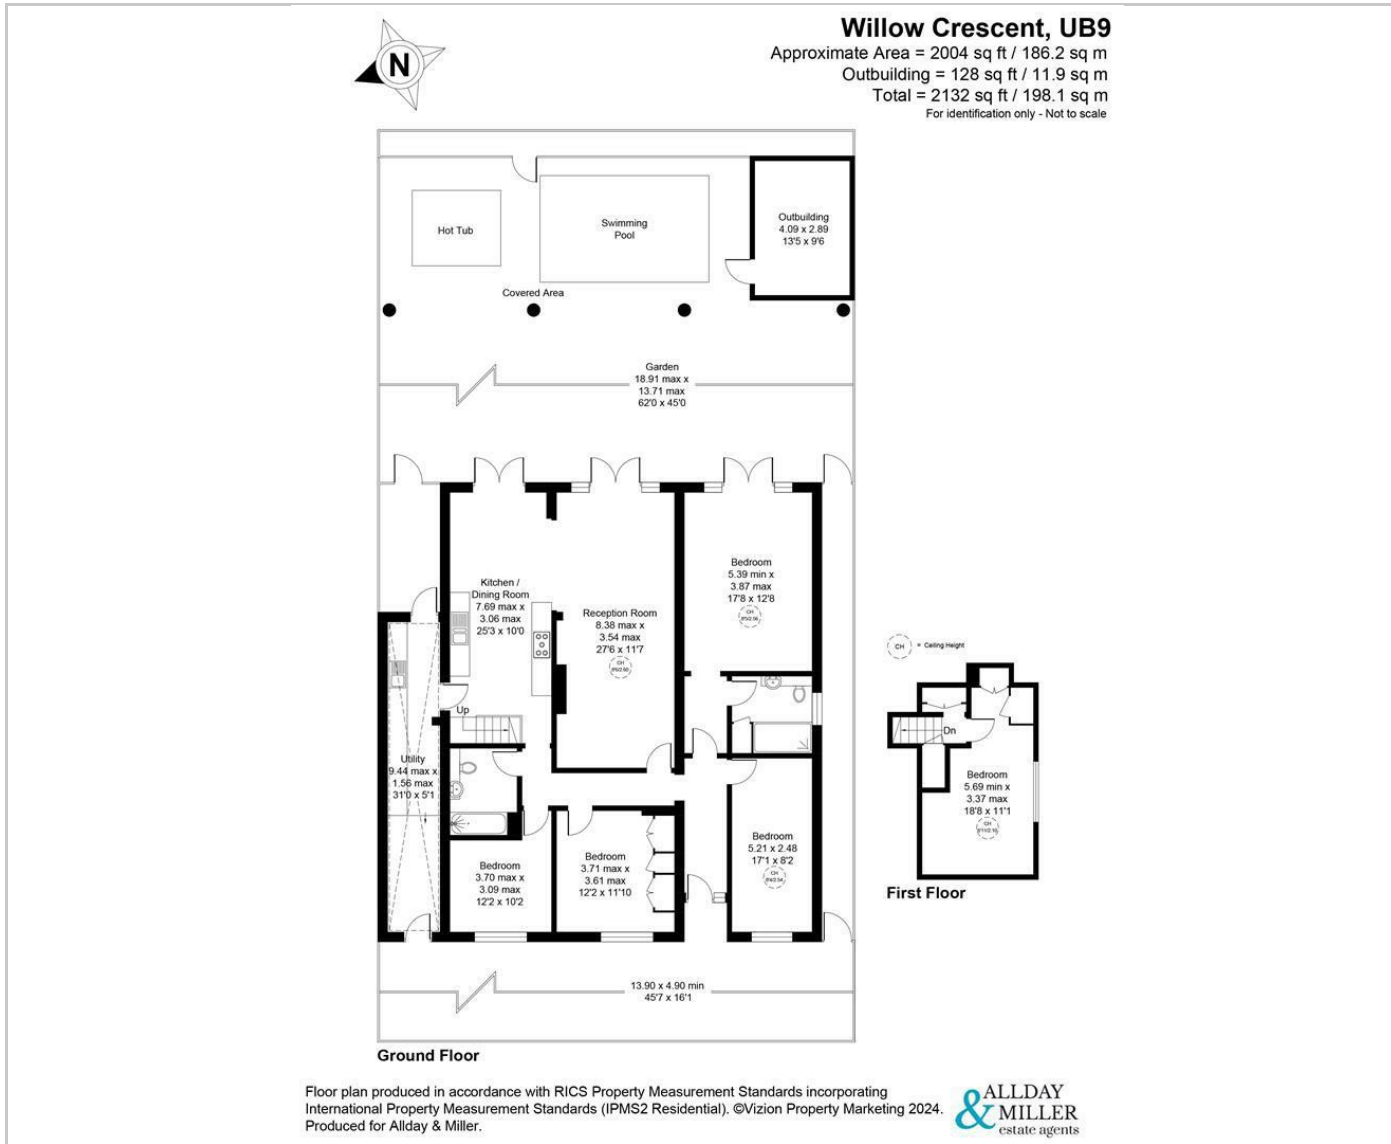 Willow Crescent, UB9
Approximate Area = 2004 sq ft / 186.2 sq m
Outbuilding = 128 sq ft / 11.9 sq m
Total = 2132 sq ft / 198.1 sq m
For identification only - Not to scale
N
Hot Tub
Swimming
Pool
Outbuilding
4.09 x 2.89
13'5 x 9'6
Covered Area
Garden
18.91 max x
13.71 max
62'0 x 45'0
Kitchen /
Dining Room
7.69 max x
3.06 max
25'3 x 10'0
Reception Room
8.38 max x
3.54 max
27'6 x 11'7
CH
Bedroom
5.39 min x
3.87 max
17'8 x 12'8
CH
Up
Utility
9.44 max x
1.56 max
31'0 x 5'1
Bedroom
3.70 max x
3.09 max
12'2 x 10'2
Bedroom
3.71 max x
3.61 max
12'2 x 11'10
Bedroom
5.21 x 2.48
17'1 x 8'2
CH
13.90 x 4.90 min
45'7 x 16'1
Ground Floor
CH = Ceiling Height
Dn
Bedroom
5.69 min x
3.37 max
18'8 x 11'1
CH
First Floor
Floor plan produced in accordance with RICS Property Measurement Standards incorporating
International Property Measurement Standards (IPMS2 Residential). ©Vizion Property Marketing 2024.
Produced for Allday & Miller.
ALLDAY
& MILLER
estate agents